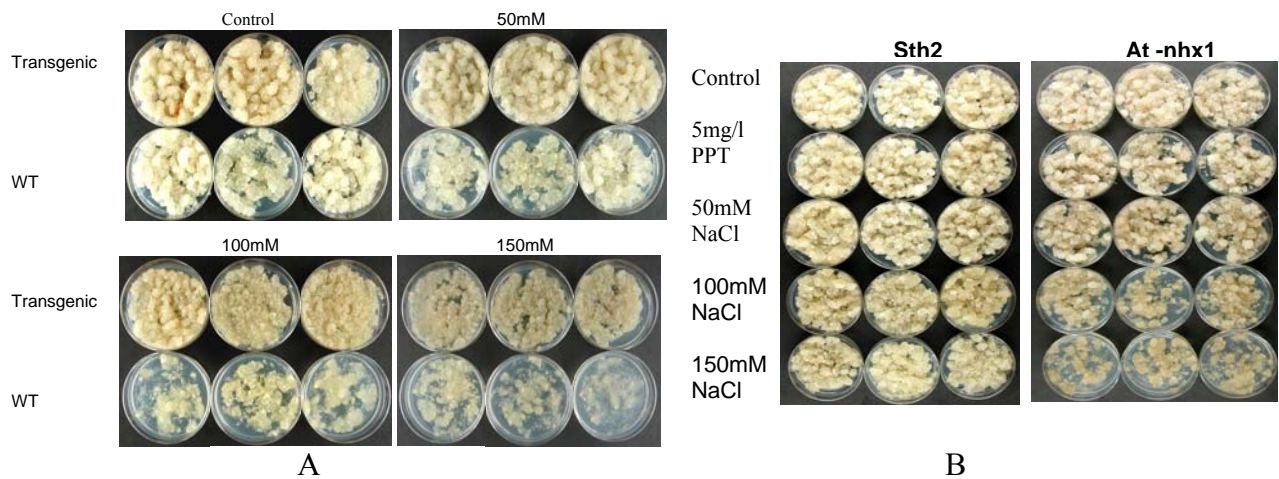 Control 50mM
Transgenic
WT
100mM 150mM
Transgenic
WT
A
Sth2 At -nhx1
Control
5mg/l
PPT
50mM
NaCl
100mM
NaCl
150mM
NaCl
B